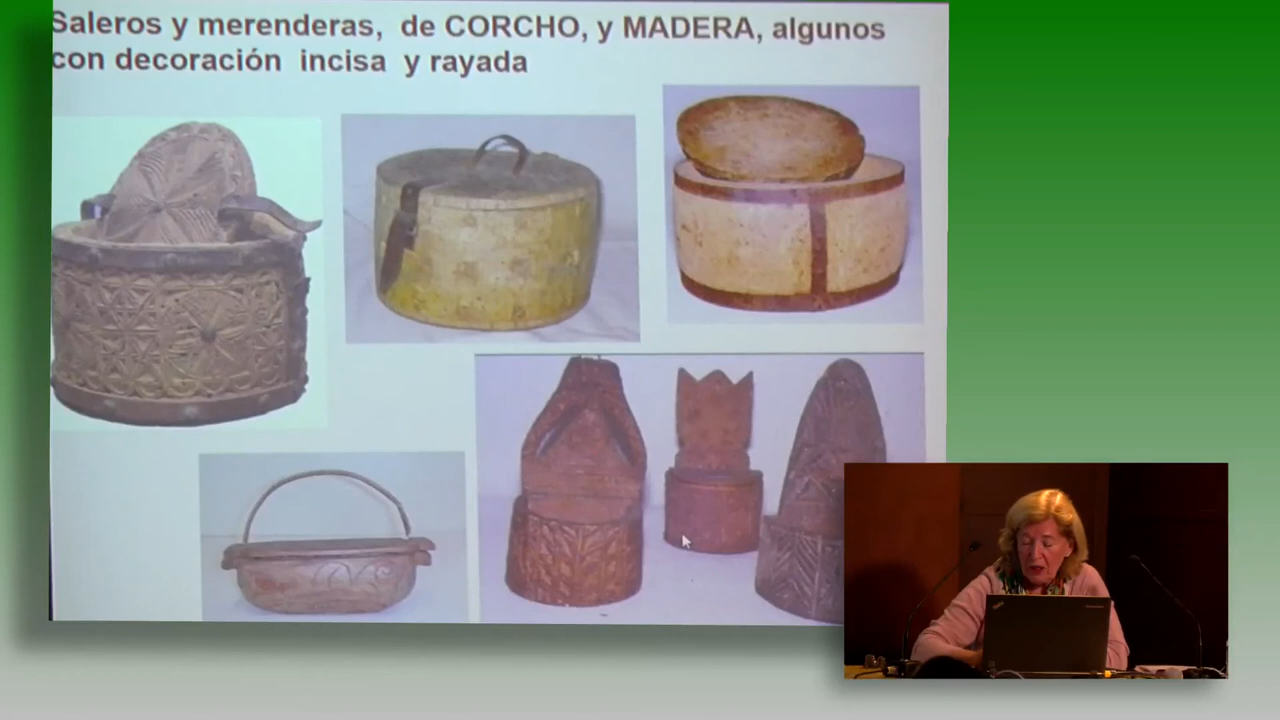 Saleros y merenderas, de CORCHO, y MADERA, algunos
con decoración incisa y rayada